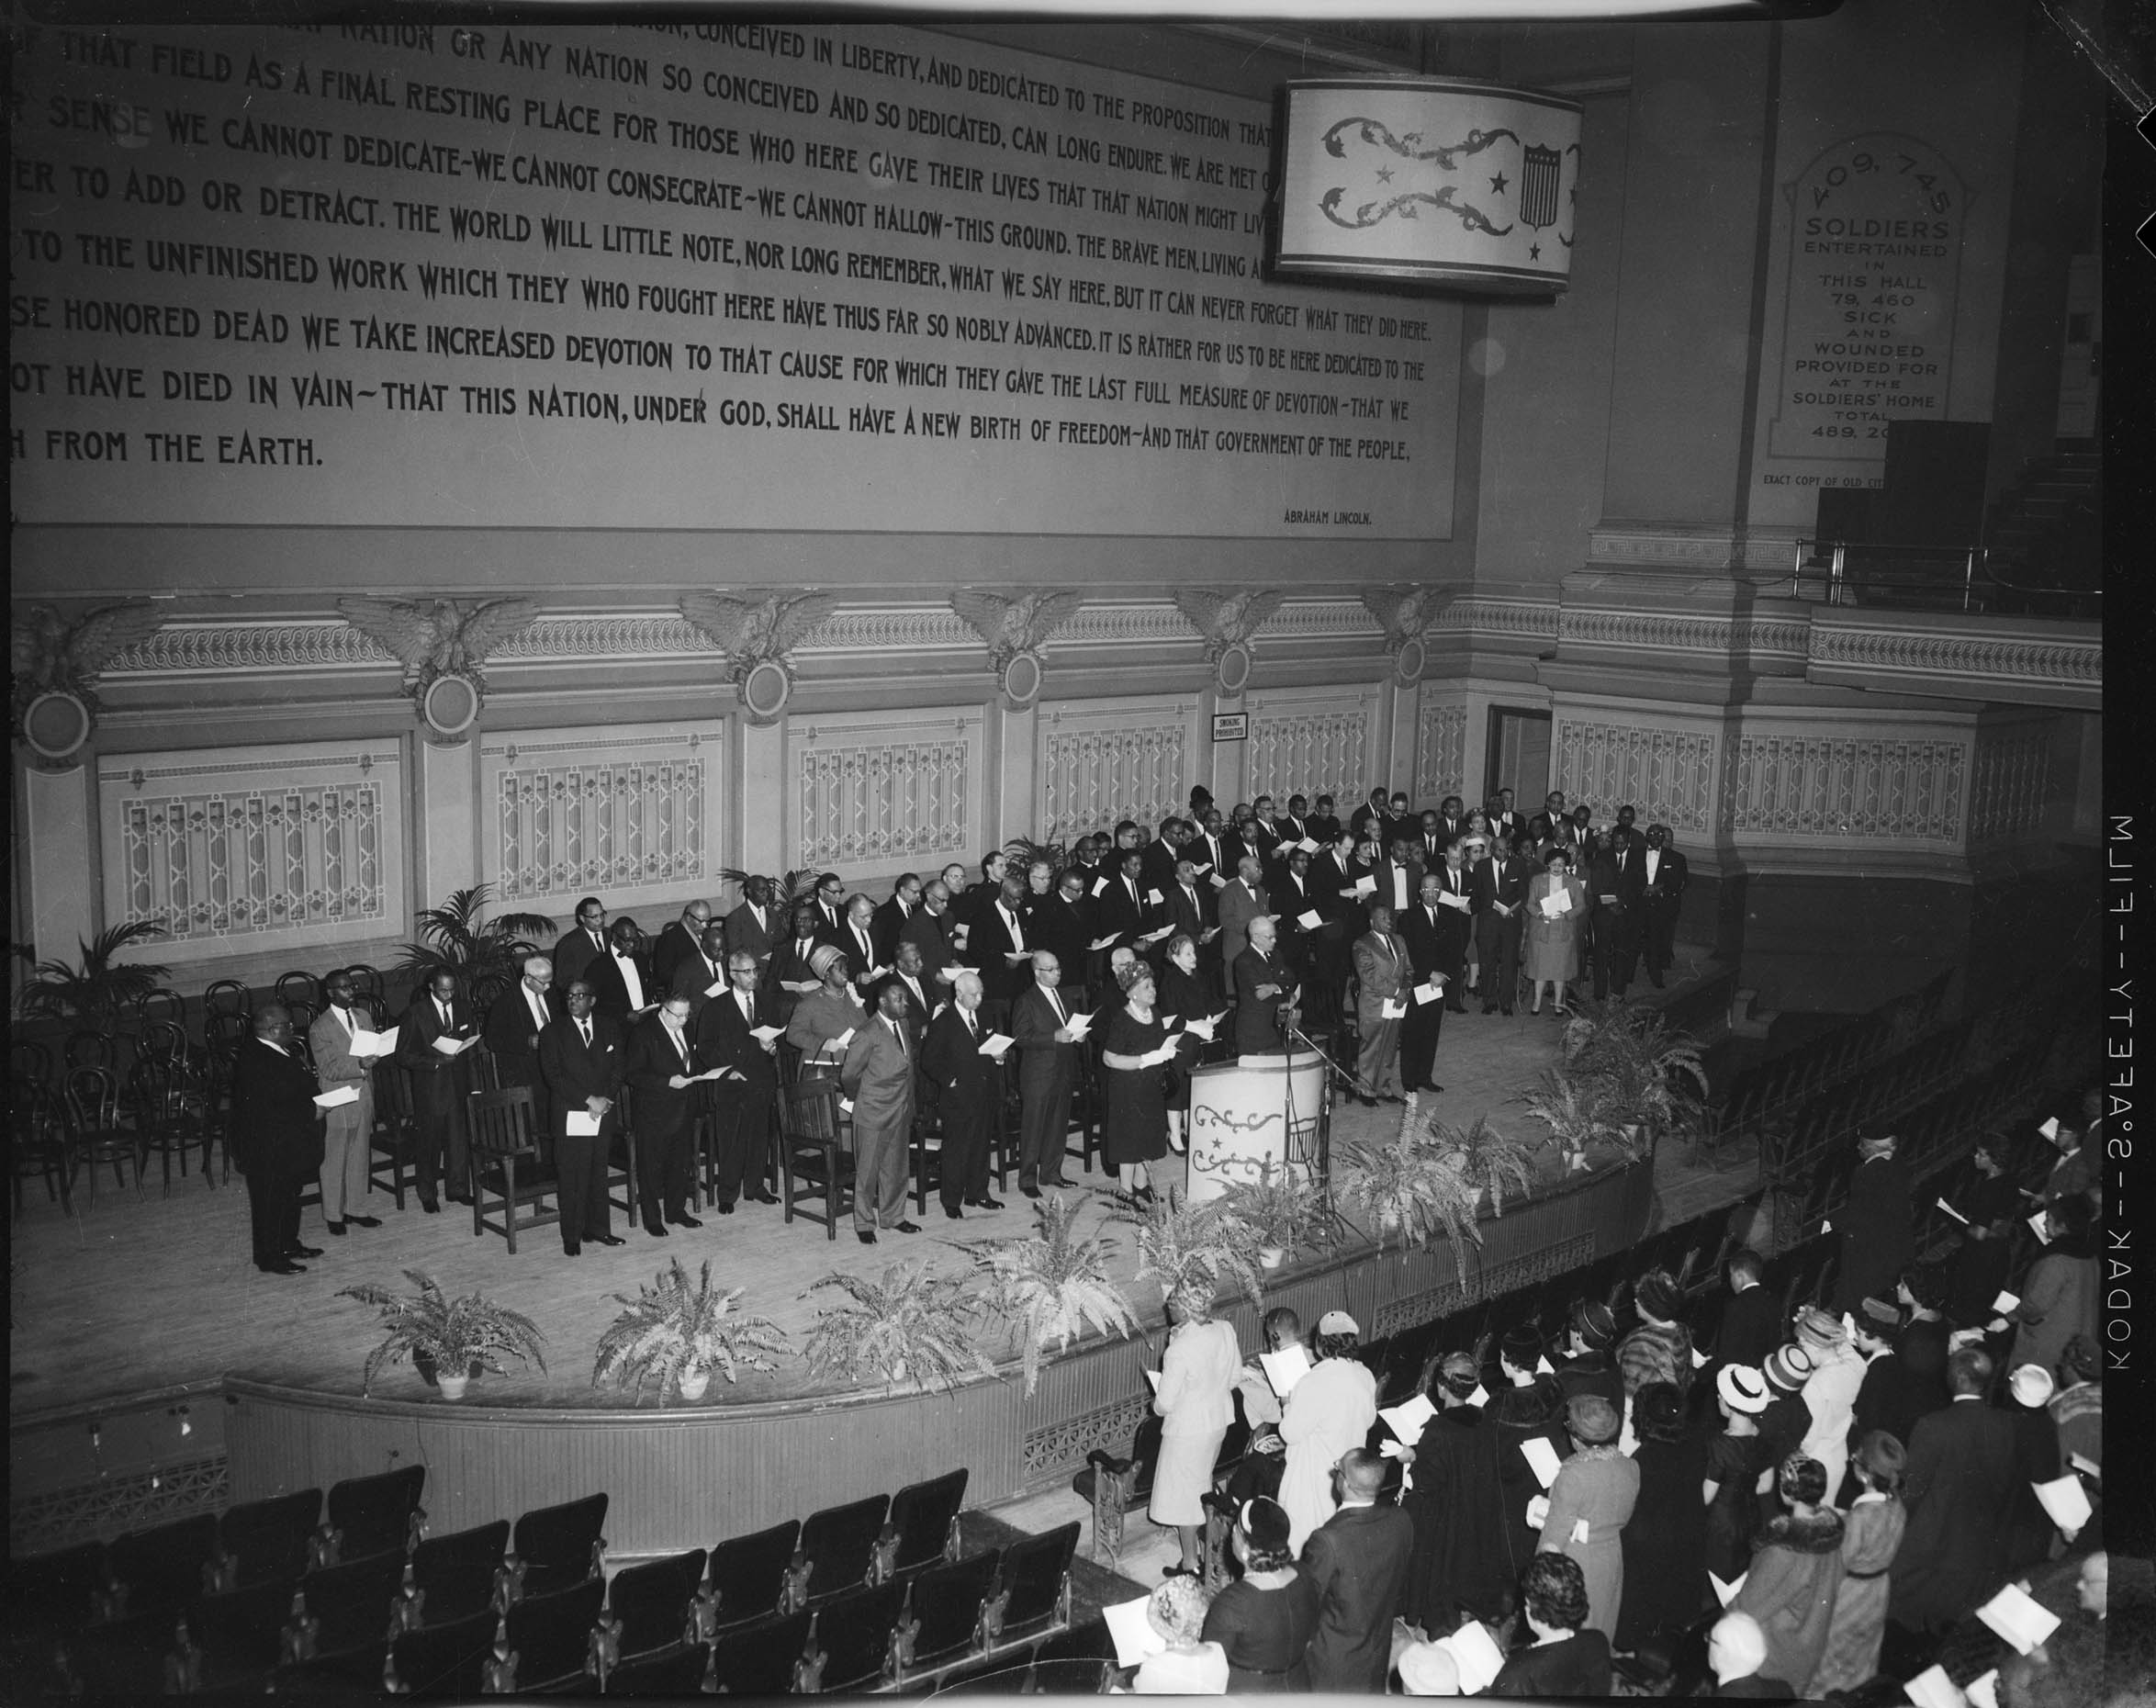 NATION OR ANY NATION SO CONCEIVED AND SO DEDICATED, CAN LONG ENDURE. WE ARE MET
CONCEIVED IN LIBERTY, AND DEDICATED TO THE PROPOSITION THAT
THAT FIELD AS A FINAL RESTING PLACE FOR THOSE WHO HERE GAVE THEIR LIVES THAT THAT NATION MIGHT LIV
SENSE WE CANNOT DEDICATE~WE CANNOT CONSECRATE~WE CANNOT HALLOW~THIS GROUND. THE BRAVE MEN, LIVING A
ER TO ADD OR DETRACT. THE WORLD WILL LITTLE NOTE, NOR LONG REMEMBER, WHAT WE SAY HERE, BUT IT CAN NEVER FORGET WHAT THEY DID HERE.
TO THE UNFINISHED WORK WHICH THEY WHO FOUGHT HERE HAVE THUS FAR SO NOBLY ADVANCED. IT IS RATHER FOR US TO BE HERE DEDICATED TO THE
SE HONORED DEAD WE TAKE INCREASED DEVOTION TO THAT CAUSE FOR WHICH THEY GAVE THE LAST FULL MEASURE OF DEVOTION~THAT WE
OT HAVE DIED IN VAIN~THAT THIS NATION, UNDER GOD, SHALL HAVE A NEW BIRTH OF FREEDOM~AND THAT GOVERNMENT OF THE PEOPLE,
H FROM THE EARTH.
ABRAHAM LINCOLN.
409,745
SOLDIERS
ENTERTAINED
IN
THIS HALL
79,460
SICK
AND
WOUNDED
PROVIDED FOR
AT THE
SOLDIERS' HOME
TOTAL
489,20
EXACT COPY OF OLD CIT
SMOKING
PROHIBITED
KODAK--SAFETY--FILM